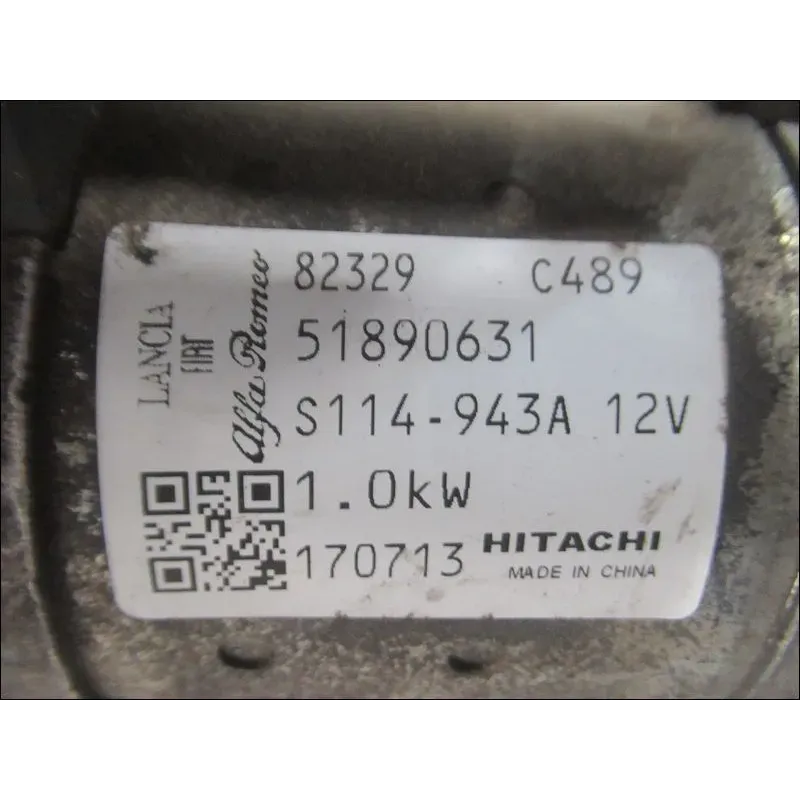 LANCIA
FIAT
Alfa Romeo
82329 C489
51890631
S114-943A 12V
1.0kW
170713 HITACHI
MADE IN CHINA